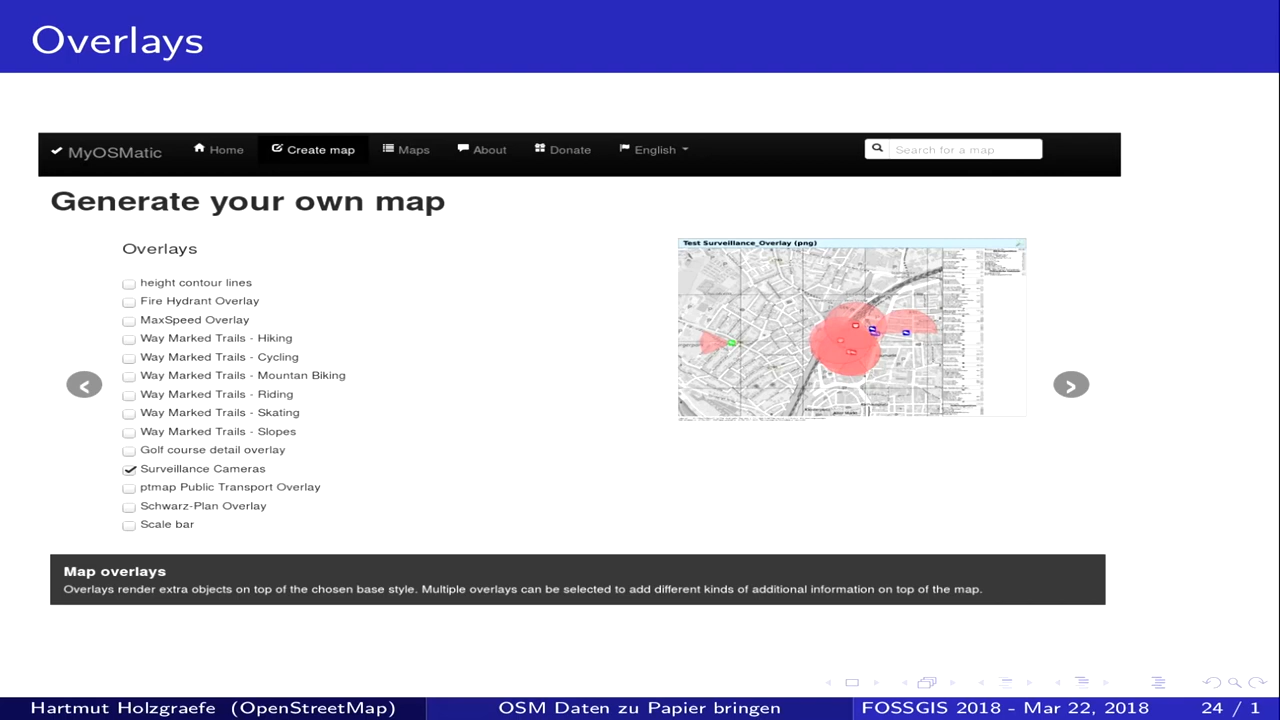 Overlays
MyOSMatic Home Create map Maps About Donate English Search for a map
Generate your own map
Overlays
height contour lines
Fire Hydrant Overlay
MaxSpeed Overlay
Way Marked Trails - Hiking
Way Marked Trails - Cycling
Way Marked Trails - Mountan Biking
Way Marked Trails - Riding
Way Marked Trails - Skating
Way Marked Trails - Slopes
Golf course detail overlay
Surveillance Cameras
ptmap Public Transport Overlay
Schwarz-Plan Overlay
Scale bar
Test Surveillance_Overlay (png)
Map overlays
Overlays render extra objects on top of the chosen base style. Multiple overlays can be selected to add different kinds of additional information on top of the map.
Hartmut Holzgraefe (OpenStreetMap) OSM Daten zu Papier bringen FOSSGIS 2018 - Mar 22, 2018 24 / 1